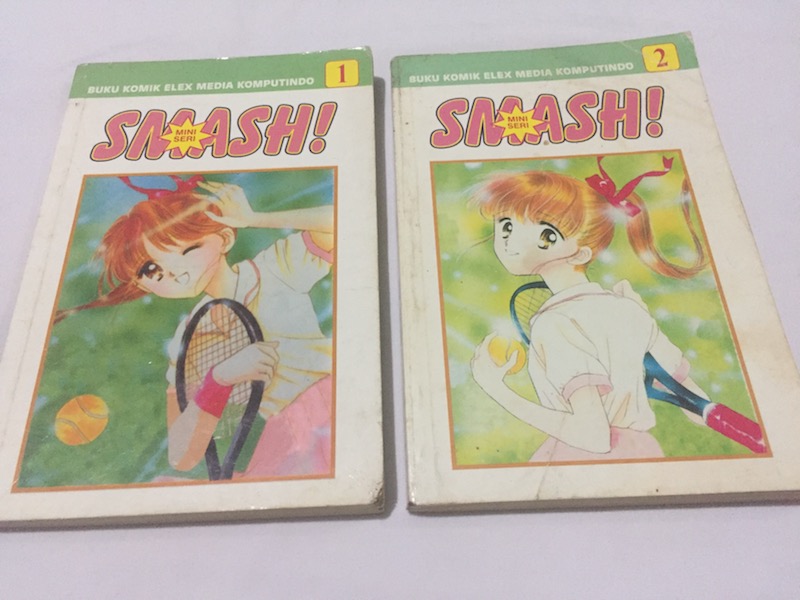 BUKU KOMIK ELEX MEDIA KOMPUTINDO 1
SMASH!
MINI
SERI
BUKU KOMIK ELEX MEDIA KOMPUTINDO 2
SMASH!
MINI
SERI